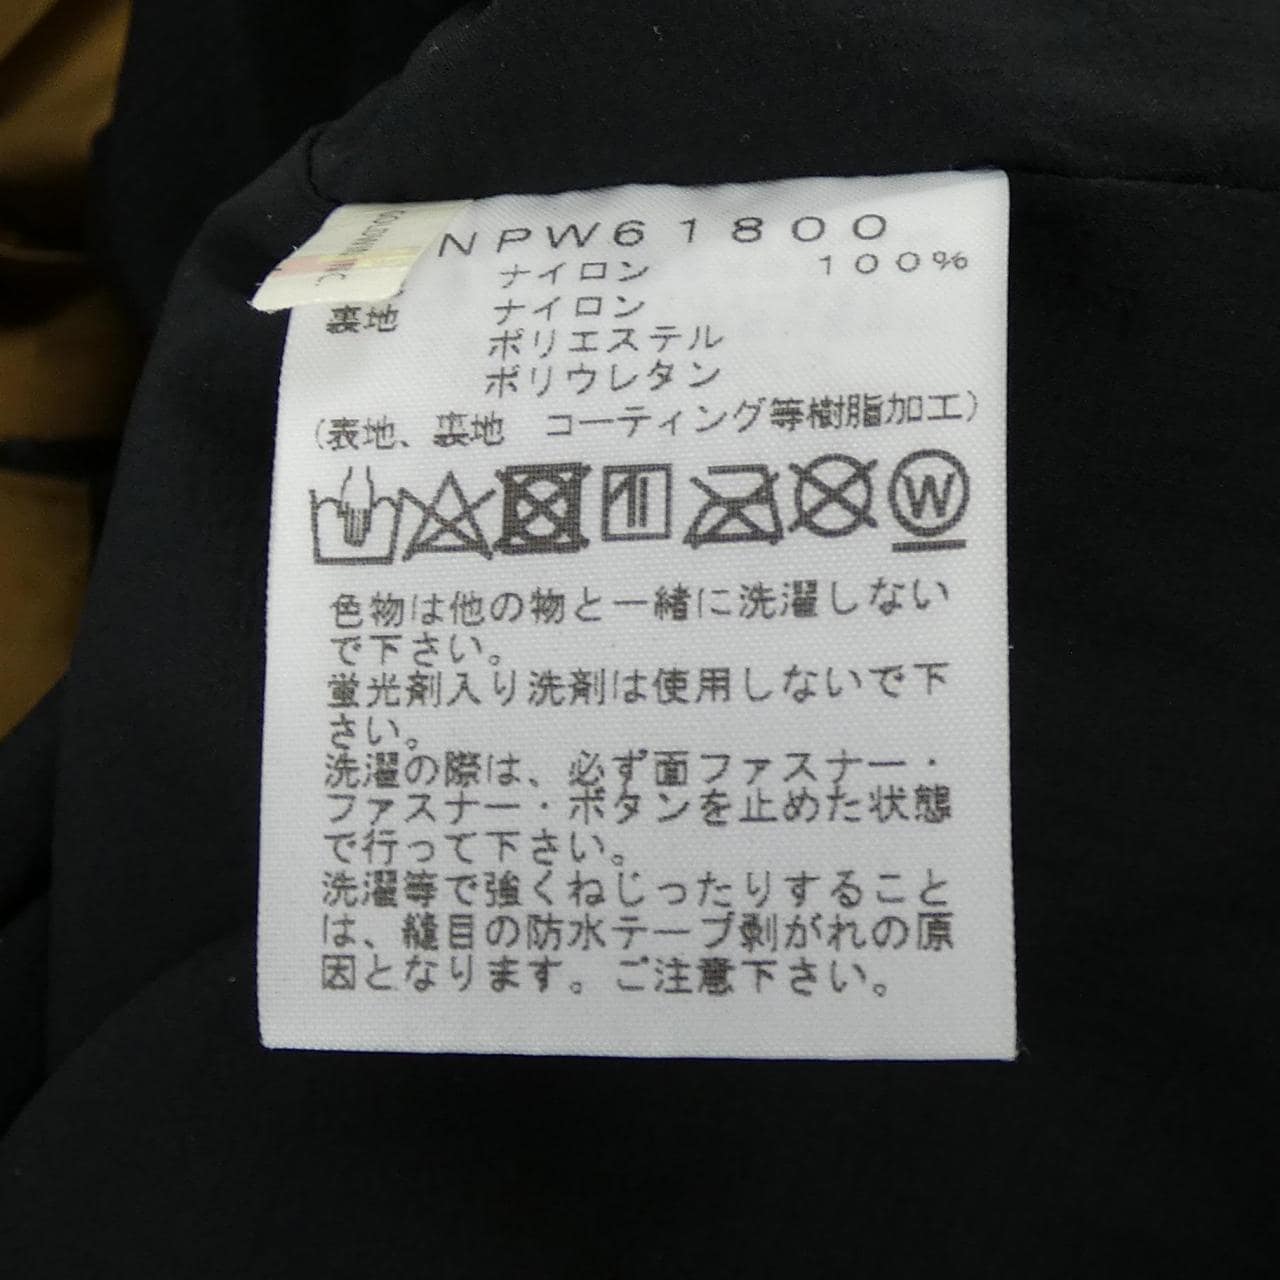 GOLDWIN INC
NPW61800
ナイロン 100%
裏地 ナイロン
ポリエステル
ポリウレタン
(表地、裏地 コーティング等樹脂加工)
W
色物は他の物と一緒に洗濯しない
で下さい。
蛍光剤入り洗剤は使用しないで下
さい。
洗濯の際は、必ず面ファスナー・
ファスナー・ボタンを止めた状態
で行って下さい。
洗濯等で強くねじったりすること
は、縫目の防水テープ剥がれの原
因となります。ご注意下さい。